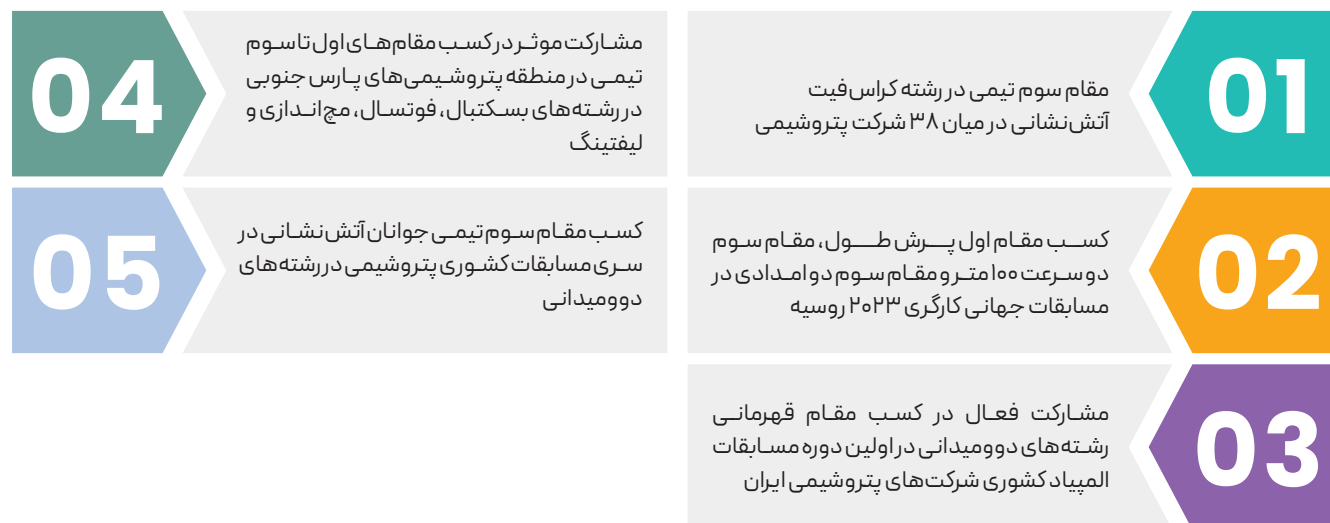 01
مقام سوم تیمی در رشته کراس‌فیت
آتش‌نشانی در میان ۳۸ شرکت پتروشیمی
02
کسب مقام اول پرش طول، مقام سوم
دو سرعت ۱۰۰ متر و مقام سوم دو امدادی در
مسابقات جهانی کارگری ۲۰۲۳ روسیه
03
مشارکت فعال در کسب مقام قهرمانی
رشته‌های دوومیدانی در اولین دوره مسابقات
المپیاد کشوری شرکت‌های پتروشیمی ایران
04
مشارکت موثر در کسب مقام‌های اول تا سوم
تیمی در منطقه پتروشیمی‌های پارس جنوبی
در رشته‌های بسکتبال، فوتسال، مچ‌اندازی و
لیفتینگ
05
کسب مقام سوم تیمی جوانان آتش‌نشانی در
سری مسابقات کشوری پتروشیمی در رشته‌های
دوومیدانی